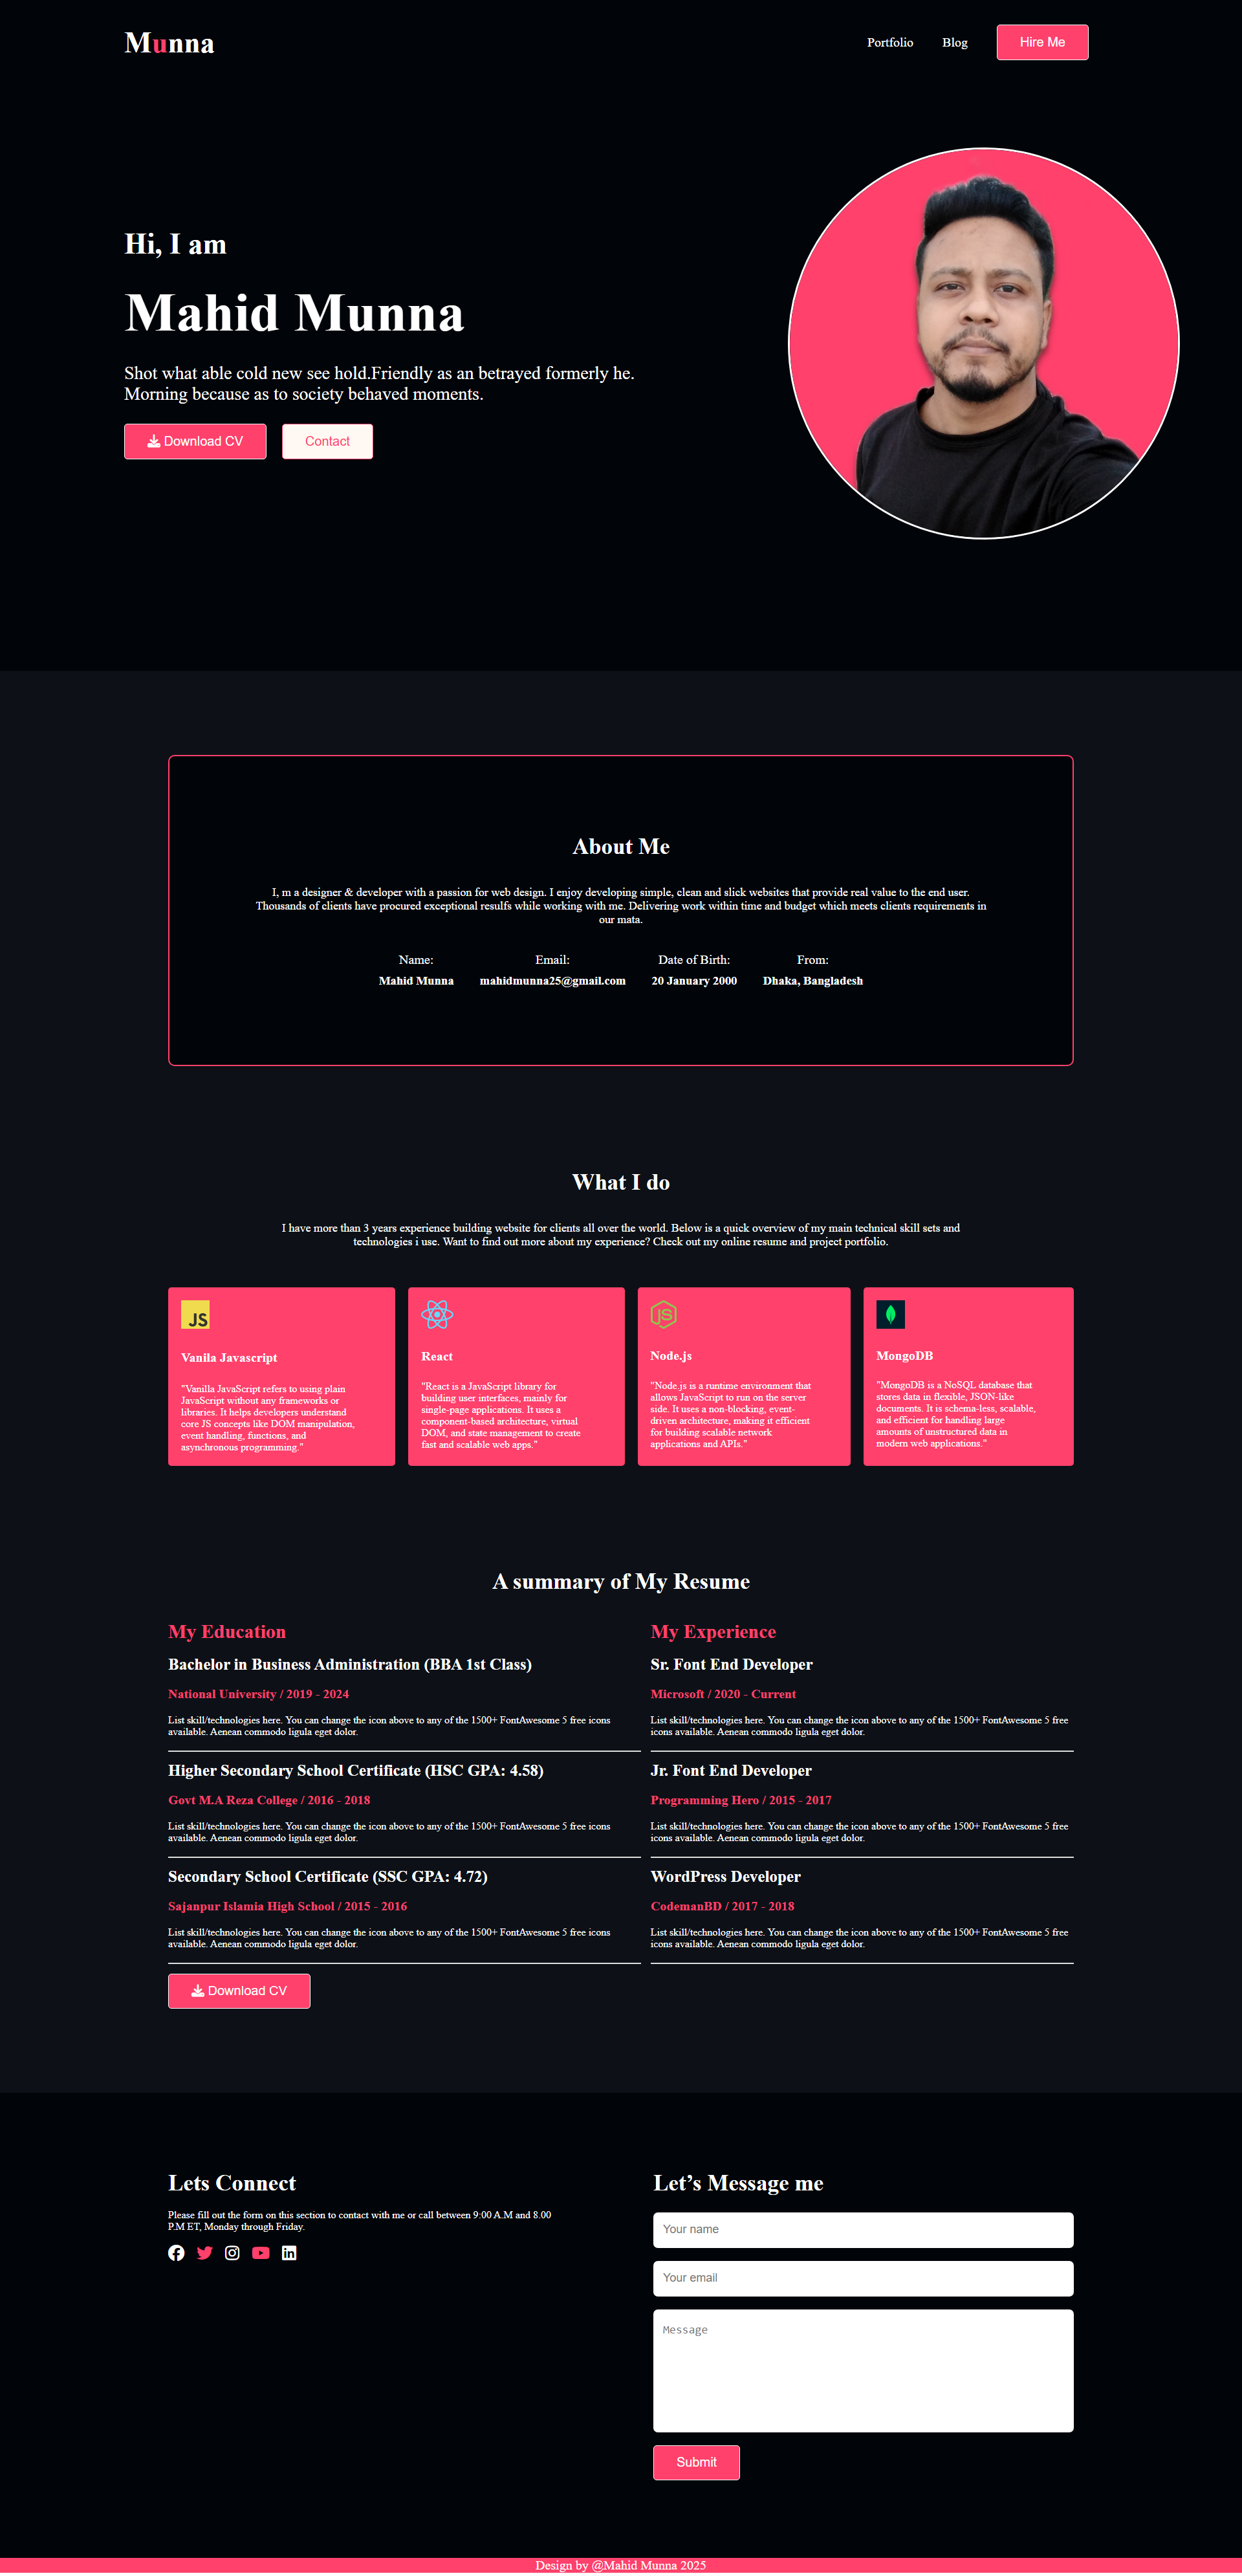 Munna
Portfolio
Blog
Hire Me
Hi, I am
Mahid Munna
Shot what able cold new see hold.Friendly as an betrayed formerly he.
Morning because as to society behaved moments.
Download CV
Contact
About Me
I, m a designer & developer with a passion for web design. I enjoy developing simple, clean and slick websites that provide real value to the end user.
Thousands of clients have procured exceptional resulfs while working with me. Delivering work within time and budget which meets clients requirements in
our mata.
Name:
Mahid Munna
Email:
mahidmunna25@gmail.com
Date of Birth:
20 January 2000
From:
Dhaka, Bangladesh
What I do
I have more than 3 years experience building website for clients all over the world. Below is a quick overview of my main technical skill sets and
technologies i use. Want to find out more about my experience? Check out my online resume and project portfolio.
JS
Vanila Javascript
"Vanilla JavaScript refers to using plain
JavaScript without any frameworks or
libraries. It helps developers understand
core JS concepts like DOM manipulation,
event handling, functions, and
asynchronous programming."
React
"React is a JavaScript library for
building user interfaces, mainly for
single-page applications. It uses a
component-based architecture, virtual
DOM, and state management to create
fast and scalable web apps."
JS
Node.js
"Node.js is a runtime environment that
allows JavaScript to run on the server
side. It uses a non-blocking, event-
driven architecture, making it efficient
for building scalable network
applications and APIs."
MongoDB
"MongoDB is a NoSQL database that
stores data in flexible, JSON-like
documents. It is schema-less, scalable,
and efficient for handling large
amounts of unstructured data in
modern web applications."
A summary of My Resume
My Education
Bachelor in Business Administration (BBA 1st Class)
National University / 2019 - 2024
List skill/technologies here. You can change the icon above to any of the 1500+ FontAwesome 5 free icons
available. Aenean commodo ligula eget dolor.
Higher Secondary School Certificate (HSC GPA: 4.58)
Govt M.A Reza College / 2016 - 2018
List skill/technologies here. You can change the icon above to any of the 1500+ FontAwesome 5 free icons
available. Aenean commodo ligula eget dolor.
Secondary School Certificate (SSC GPA: 4.72)
Sajanpur Islamia High School / 2015 - 2016
List skill/technologies here. You can change the icon above to any of the 1500+ FontAwesome 5 free icons
available. Aenean commodo ligula eget dolor.
Download CV
My Experience
Sr. Font End Developer
Microsoft / 2020 - Current
List skill/technologies here. You can change the icon above to any of the 1500+ FontAwesome 5 free
icons available. Aenean commodo ligula eget dolor.
Jr. Font End Developer
Programming Hero / 2015 - 2017
List skill/technologies here. You can change the icon above to any of the 1500+ FontAwesome 5 free
icons available. Aenean commodo ligula eget dolor.
WordPress Developer
CodemanBD / 2017 - 2018
List skill/technologies here. You can change the icon above to any of the 1500+ FontAwesome 5 free
icons available. Aenean commodo ligula eget dolor.
Lets Connect
Please fill out the form on this section to contact with me or call between 9:00 A.M and 8.00
P.M ET, Monday through Friday.
Let’s Message me
Your name
Your email
Message
Submit
Design by @Mahid Munna 2025